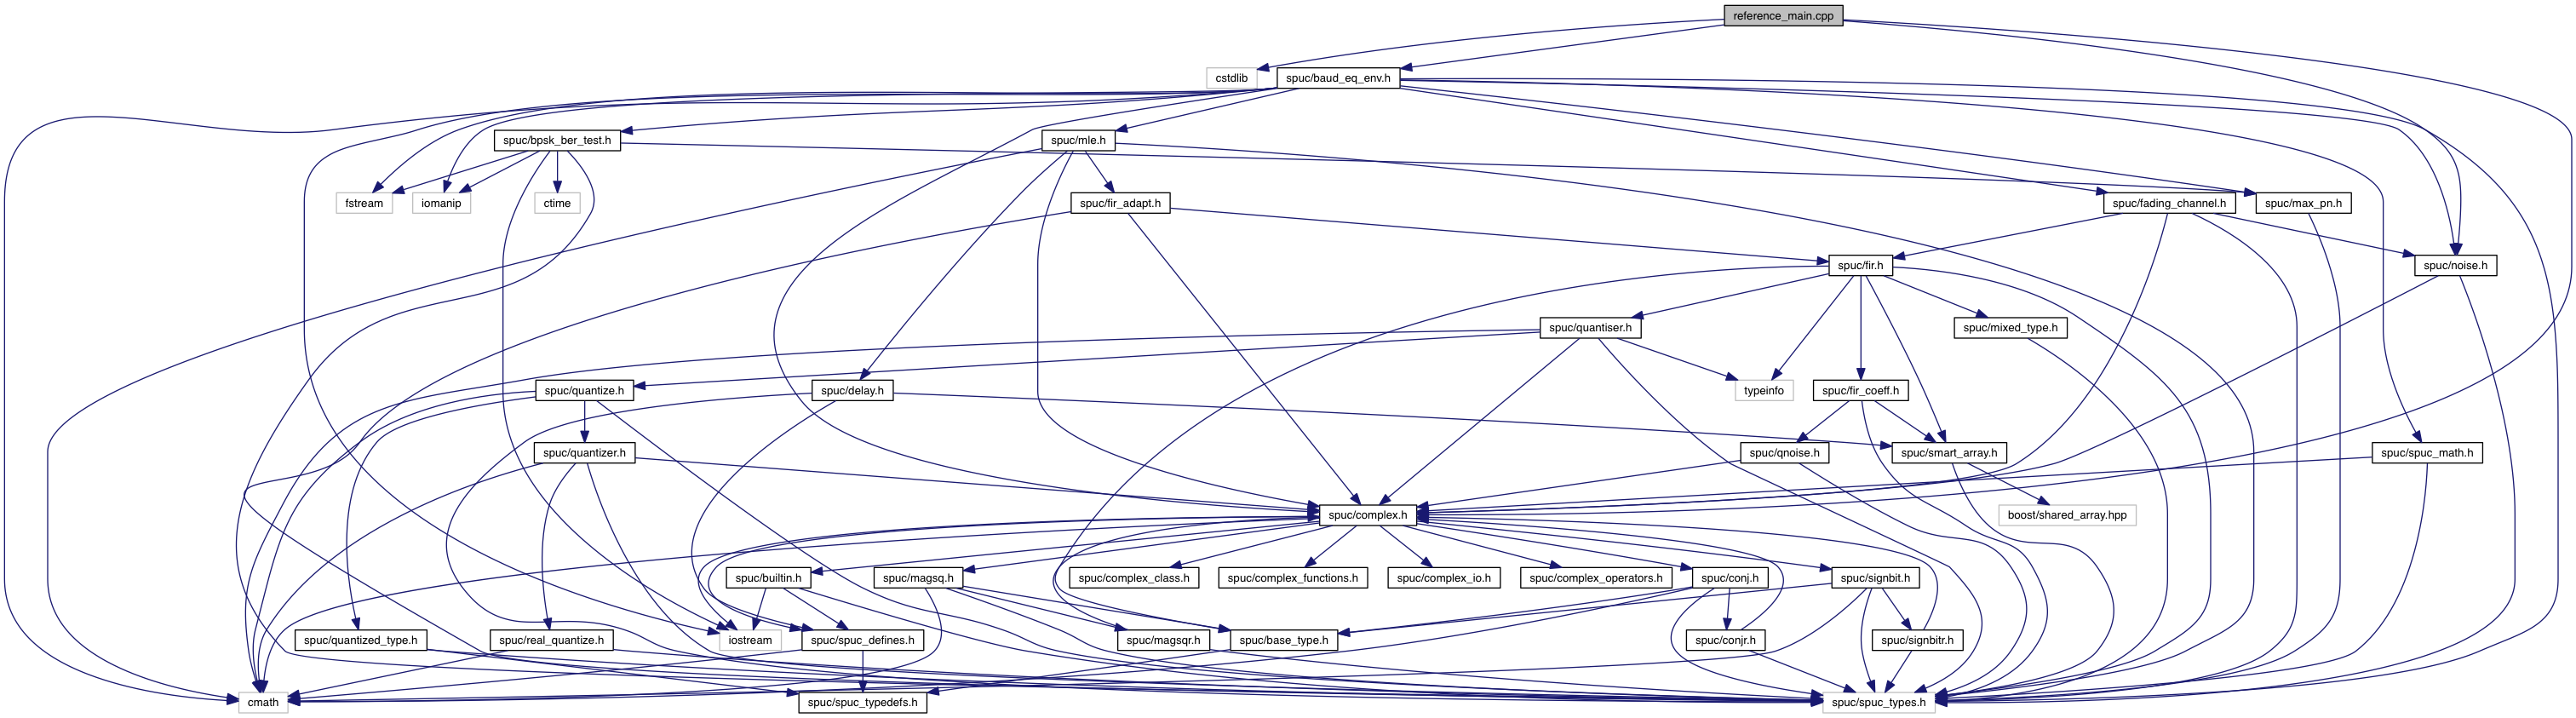 reference_main.cpp
cstdlib
spuc/baud_eq_env.h
spuc/bpsk_ber_test.h
spuc/mle.h
fstream
iomanip
ctime
spuc/fir_adapt.h
spuc/fading_channel.h
spuc/max_pn.h
spuc/fir.h
spuc/noise.h
spuc/quantiser.h
spuc/mixed_type.h
spuc/quantize.h
spuc/delay.h
typeinfo
spuc/fir_coeff.h
spuc/quantizer.h
spuc/qnoise.h
spuc/smart_array.h
spuc/spuc_math.h
spuc/complex.h
boost/shared_array.hpp
spuc/builtin.h
spuc/magsq.h
spuc/complex_class.h
spuc/complex_functions.h
spuc/complex_io.h
spuc/complex_operators.h
spuc/conj.h
spuc/signbit.h
spuc/quantized_type.h
spuc/real_quantize.h
iostream
spuc/spuc_defines.h
spuc/magsqr.h
spuc/base_type.h
spuc/conjr.h
spuc/signbitr.h
cmath
spuc/spuc_typedefs.h
spuc/spuc_types.h